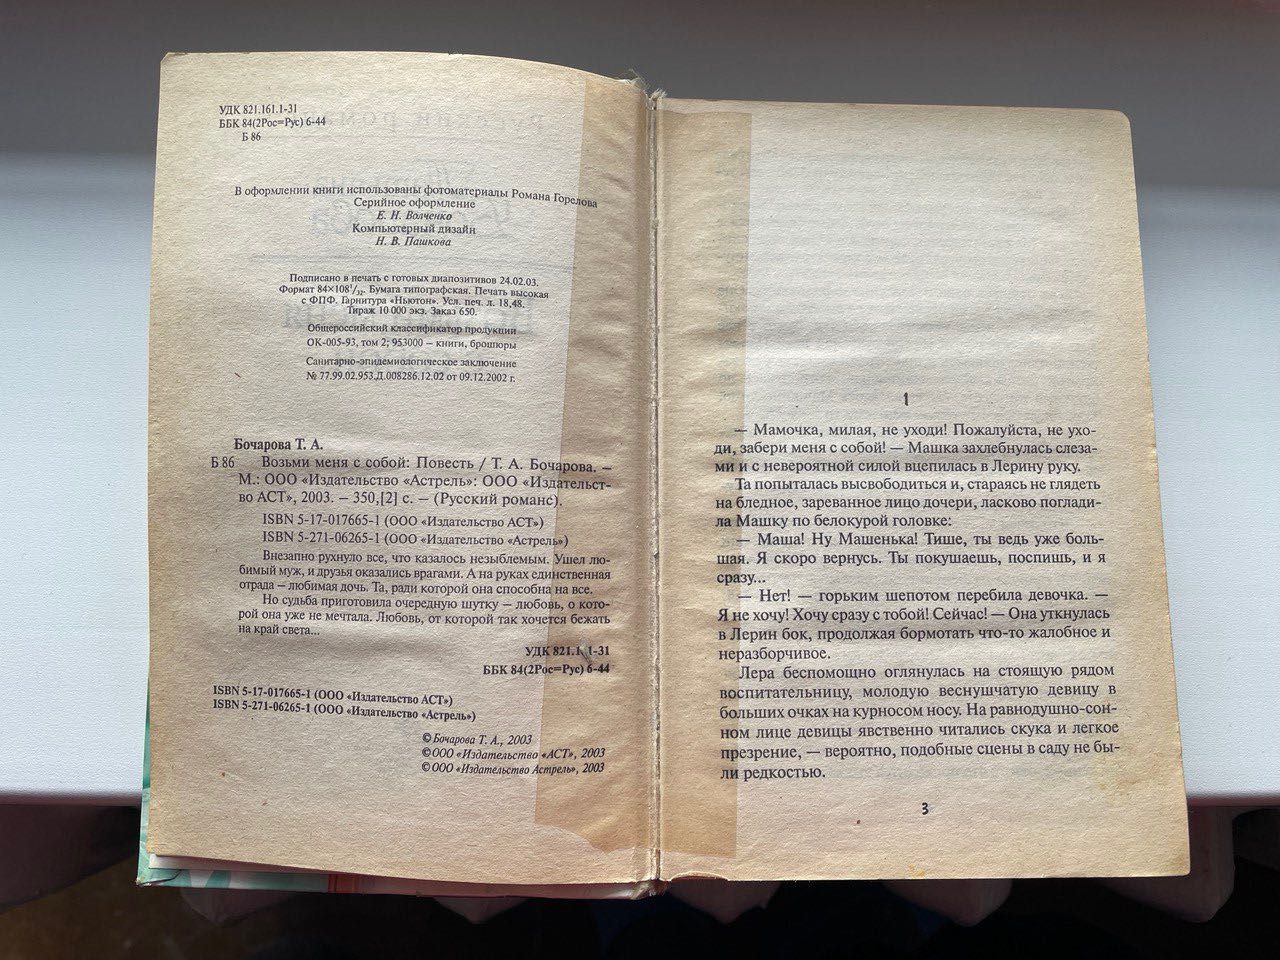 УДК 821.161.1-31
ББК 84(2Рос=Рус) 6-44
Б 86
В оформлении книги использованы фотоматериалы Романа Горелова
Серийное оформление
Е. Н. Волченко
Компьютерный дизайн
Н. В. Пашкова
Подписано в печать с готовых диапозитивов 24.02.03.
Формат 84×108¹/₃₂. Бумага типографская. Печать высокая
с ФПФ. Гарнитура «Ньютон». Усл. печ. л. 18,48.
Тираж 10 000 экз. Заказ 650.
Общероссийский классификатор продукции
ОК-005-93, том 2; 953000 – книги, брошюры
Санитарно-эпидемиологическое заключение
№ 77.99.02.953.Д.008286.12.02 от 09.12.2002 г.
Бочарова Т. А.
Б 86 Возьми меня с собой: Повесть / Т. А. Бочарова. –
М.: ООО «Издательство «Астрель»: ООО «Издательст-
во АСТ», 2003. – 350,[2] с. – (Русский романс).
ISBN 5-17-017665-1 (ООО «Издательство АСТ»)
ISBN 5-271-06265-1 (ООО «Издательство «Астрель»)
Внезапно рухнуло все, что казалось незыблемым. Ушел лю-
бимый муж, и друзья оказались врагами. А на руках единственная
отрада – любимая дочь. Та, ради которой она способна на все.
Но судьба приготовила очередную шутку – любовь, о кото-
рой она уже не мечтала. Любовь, от которой так хочется бежать
на край света...
УДК 821.1 1-31
ББК 84(2Рос=Рус) 6-44
ISBN 5-17-017665-1 (ООО «Издательство АСТ»)
ISBN 5-271-06265-1 (ООО «Издательство «Астрель»)
© Бочарова Т. А., 2003
© ООО «Издательство «АСТ», 2003
© ООО «Издательство Астрель», 2003
1
— Мамочка, милая, не уходи! Пожалуйста, не ухо-
ди, забери меня с собой! — Машка захлебнулась слеза-
ми и с невероятной силой вцепилась в Лерину руку.
Та попыталась высвободиться и, стараясь не глядеть
на бледное, зареванное лицо дочери, ласково поглади-
ла Машку по белокурой головке:
— Маша! Ну Машенька! Тише, ты ведь уже боль-
шая. Я скоро вернусь. Ты покушаешь, поспишь, и я
сразу...
— Нет! — горьким шепотом перебила девочка. —
Я не хочу! Хочу сразу с тобой! Сейчас! — Она уткнулась
в Лерин бок, продолжая бормотать что-то жалобное и
неразборчивое.
Лера беспомощно оглянулась на стоящую рядом
воспитательницу, молодую веснушчатую девицу в
больших очках на курносом носу. На равнодушно-сон-
ном лице девицы явственно читались скука и легкое
презрение, — вероятно, подобные сцены в саду не бы-
ли редкостью.
3